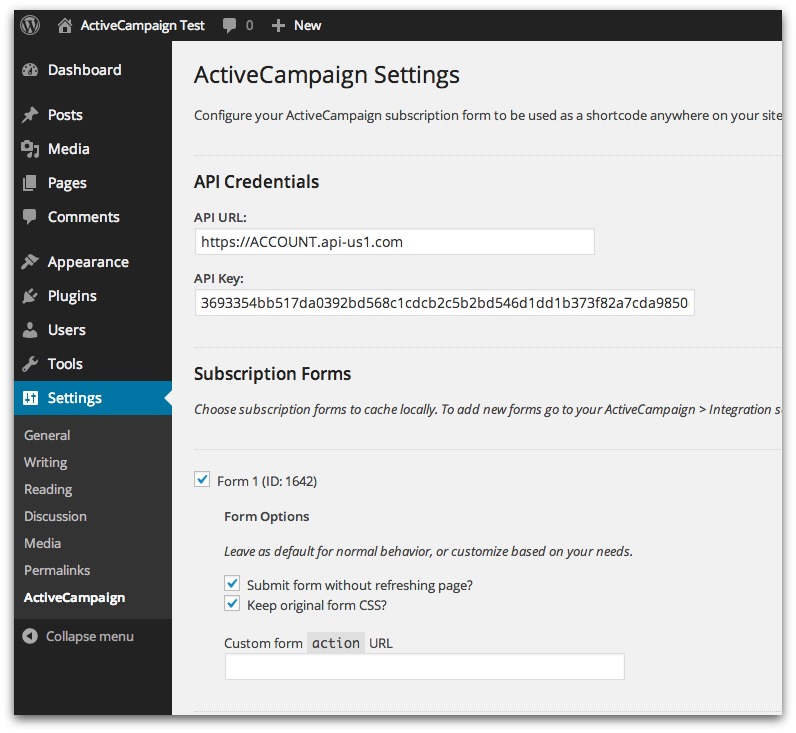 ActiveCampaign Test 0 New
Dashboard
Posts
Media
Pages
Comments
Appearance
Plugins
Users
Tools
Settings
General
Writing
Reading
Discussion
Media
Permalinks
ActiveCampaign
Collapse menu
ActiveCampaign Settings
Configure your ActiveCampaign subscription form to be used as a shortcode anywhere on your site
API Credentials
API URL:
https://ACCOUNT.api-us1.com
API Key:
3693354bb517da0392bd568c1cdcb2c5b2bd546d1dd1b373f82a7cda9850
Subscription Forms
Choose subscription forms to cache locally. To add new forms go to your ActiveCampaign > Integration s
Form 1 (ID: 1642)
Form Options
Leave as default for normal behavior, or customize based on your needs.
Submit form without refreshing page?
Keep original form CSS?
Custom form action URL